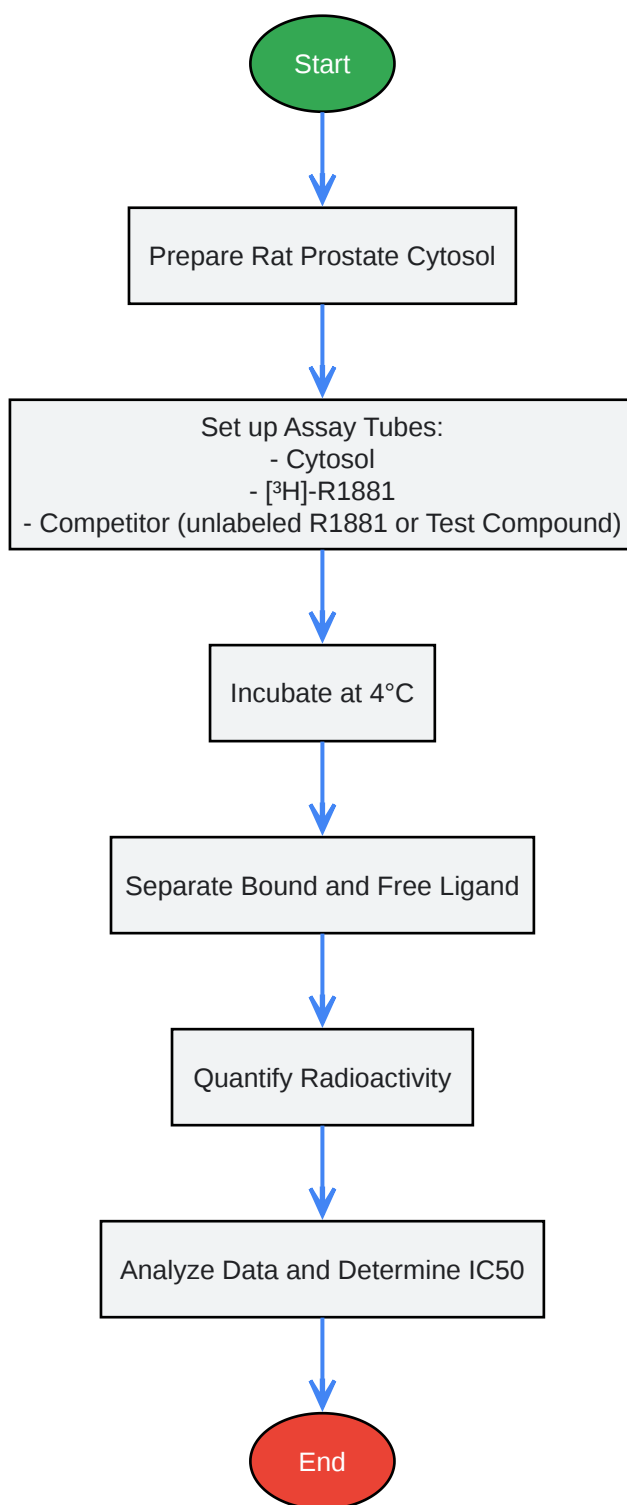 Start
Prepare Rat Prostate Cytosol
Set up Assay Tubes:
- Cytosol
- [³H]-R1881
- Competitor (unlabeled R1881 or Test Compound)
Incubate at 4°C
Separate Bound and Free Ligand
Quantify Radioactivity
Analyze Data and Determine IC50
End